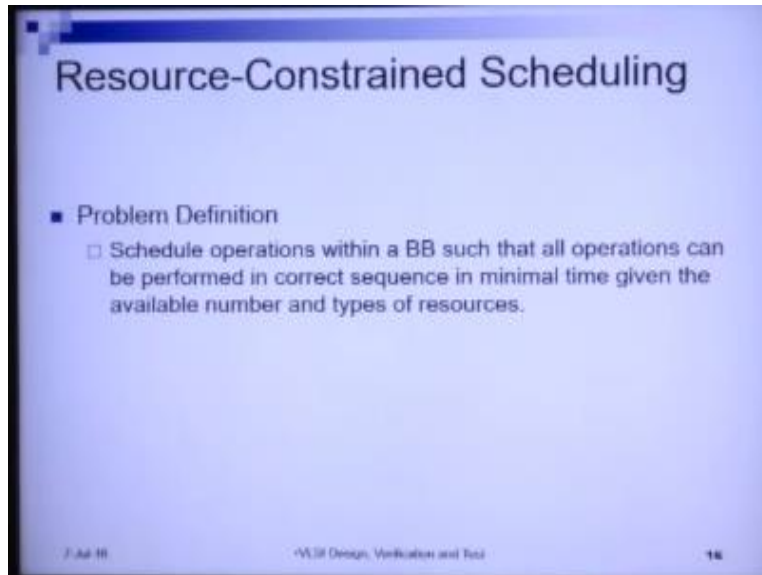 Resource-Constrained Scheduling
Problem Definition
Schedule operations within a BB such that all operations can
be performed in correct sequence in minimal time given the
available number and types of resources.
VLSI Design, Verification and Test